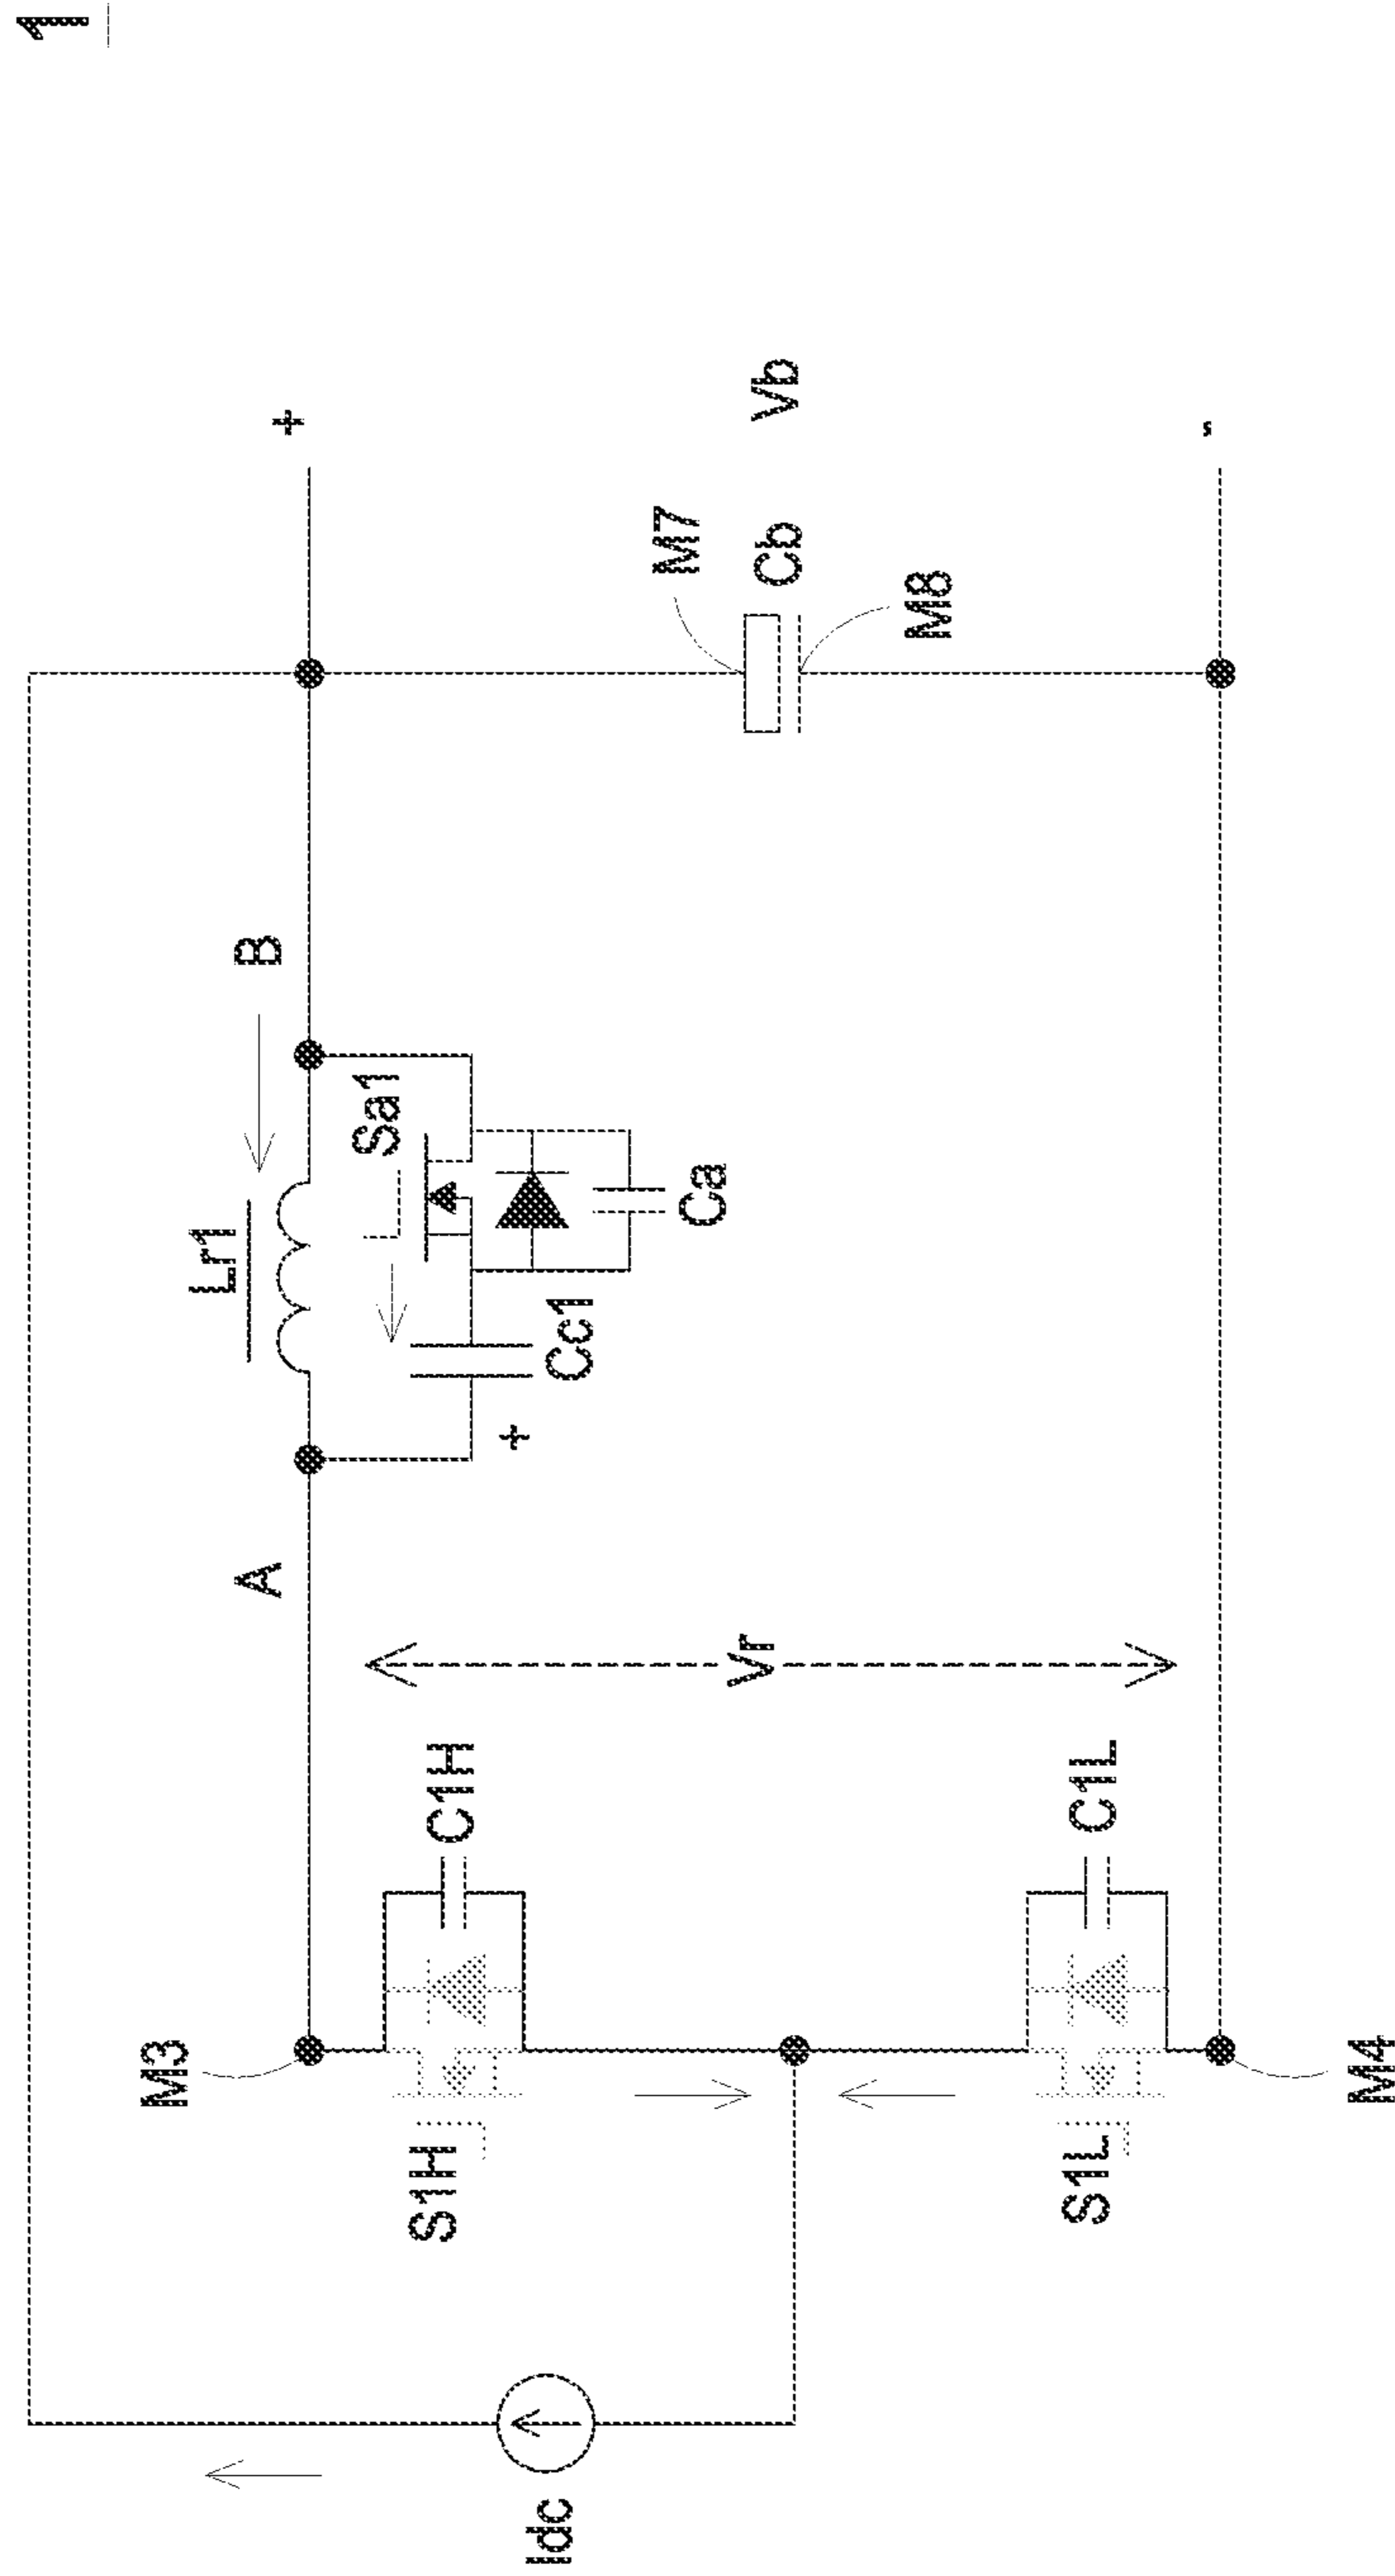 1
Lr1
B
A
+
M3
Sa1
Cc1
+
Ca
M7
Cb
Vb
M8
Vr
S1H
C1H
S1L
C1L
Idc
M4
-